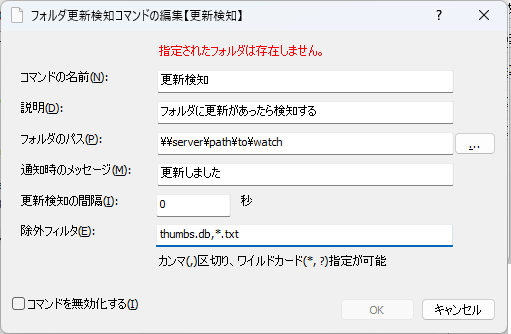 フォルダ更新検知コマンドの編集【更新検知】
?
指定されたフォルダは存在しません。
コマンドの名前(N): 更新検知
説明(D): フォルダに更新があったら検知する
フォルダのパス(P): ¥¥server¥path¥to¥watch ...
通知時のメッセージ(M): 更新しました
更新検知の間隔(I): 0 秒
除外フィルタ(E): thumbs.db,*.txt
カンマ(,)区切り、ワイルドカード(*, ?)指定が可能
コマンドを無効化する(I)
OK キャンセル